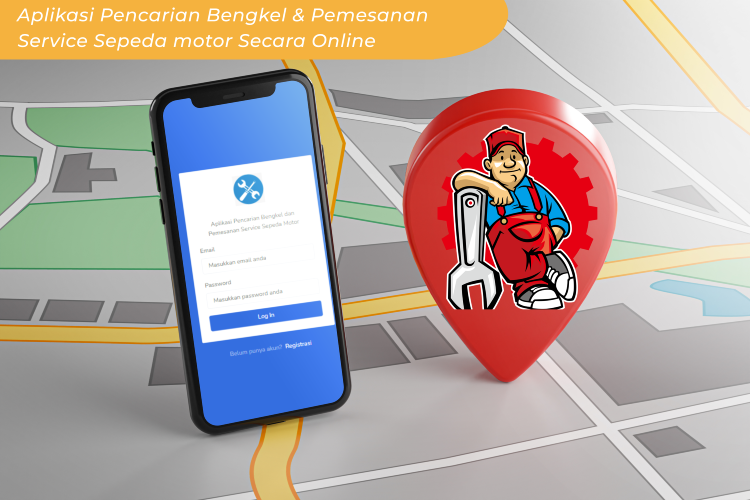 Aplikasi Pencarian Bengkel & Pemesanan
Service Sepeda motor Secara Online
Aplikasi Pencarian Bengkel dan
Pemesanan Service Sepeda Motor
Email
Masukkan email anda
Password
Masukkan password anda
Log In
Belum punya akun? Registrasi